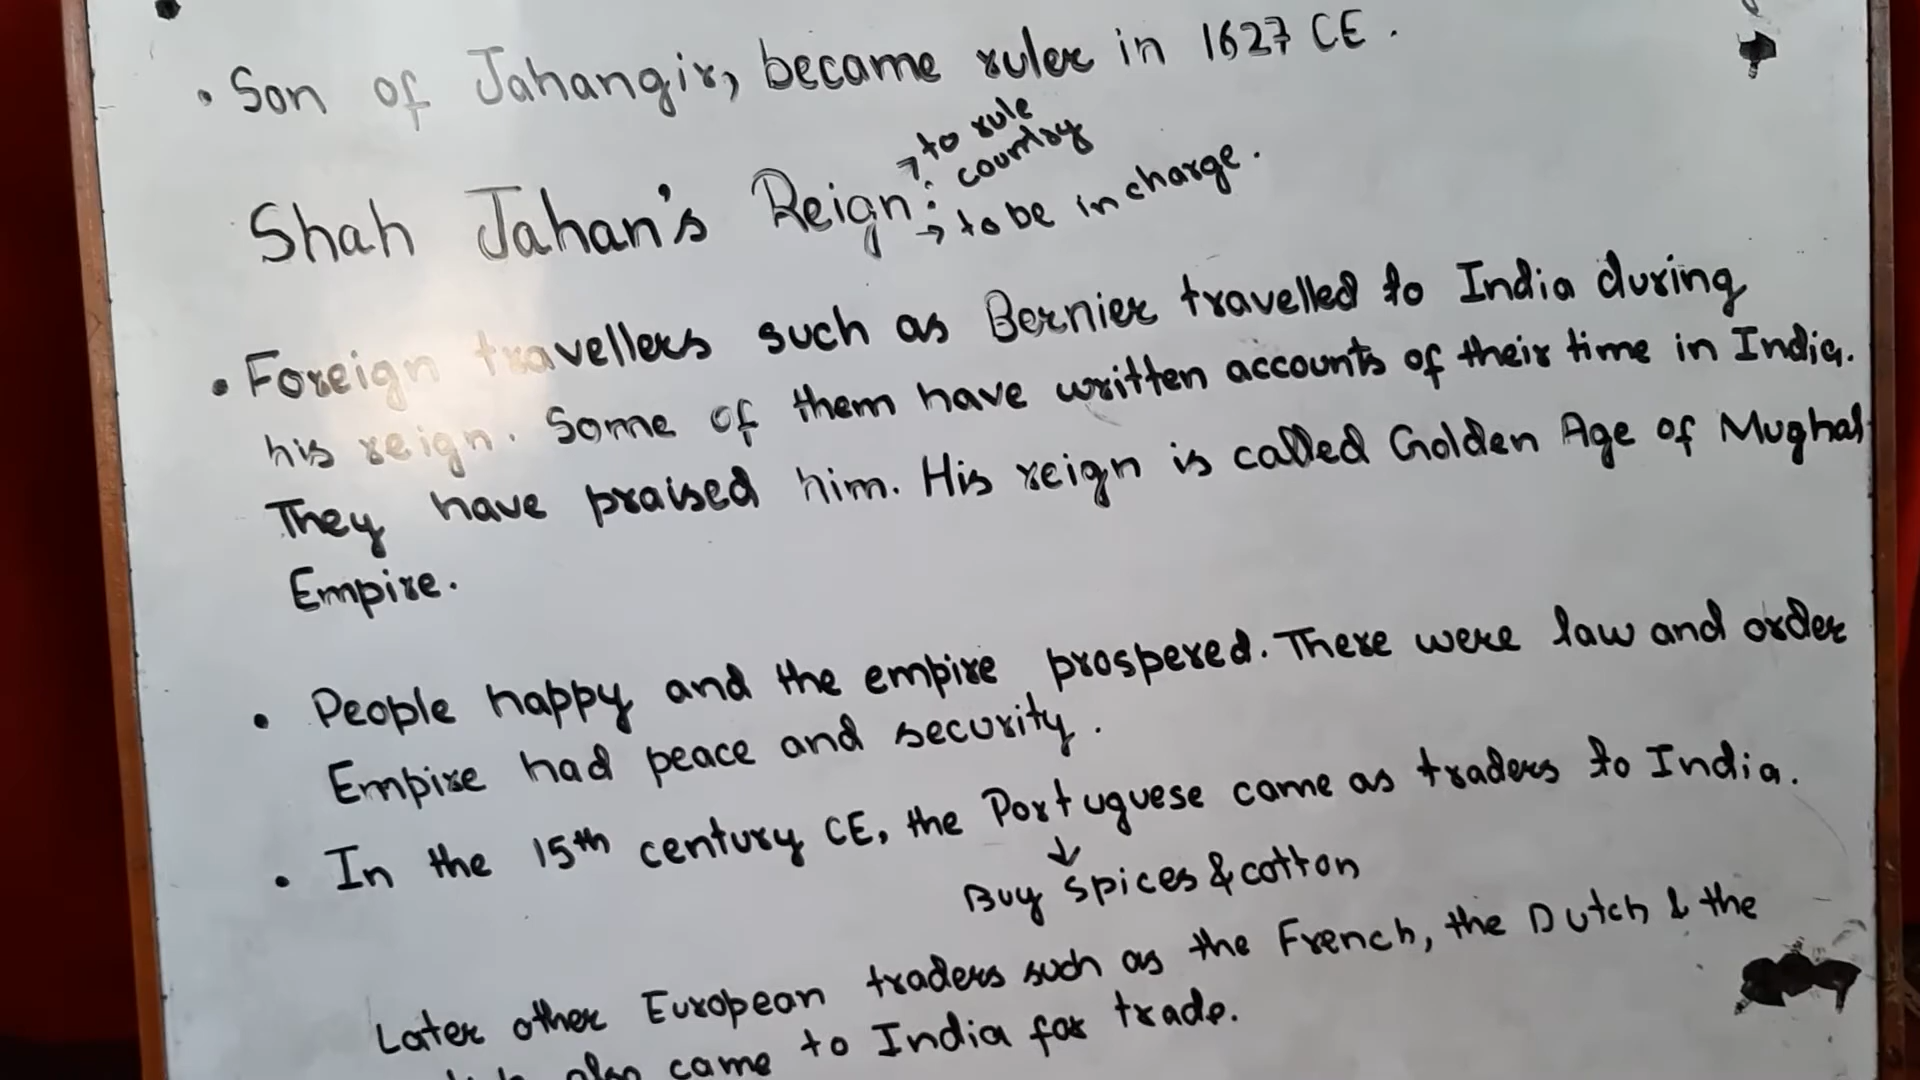 • Son of Jahangir, became ruler in 1627 CE.
→ to rule
country
Shah Jahan's Reign:
→ to be in charge.
• Foreign travellers such as Bernier travelled to India during
his reign. Some of them have written accounts of their time in India.
They have praised him. His reign is called Golden Age of Mughal
Empire.
• People happy and the empire prospered. There were law and order
Empire had peace and security.
• In the 15th century CE, the Portuguese came as traders to India.
↓
Buy spices & cotton
Later other European traders such as the French, the Dutch & the
also came to India for trade.